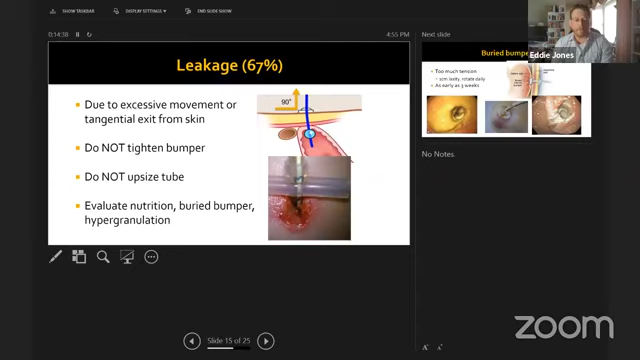 SHOW TASKBAR
DISPLAY SETTINGS
END SLIDE SHOW
0:14:38
4:55 PM
Leakage (67%)
Due to excessive movement or
tangential exit from skin
Do NOT tighten bumper
Do NOT upsize tube
Evaluate nutrition, buried bumper,
hypergranulation
90°
Slide 15 of 25
Next slide
Buried bumpe
Too much tension
1cm laxity, rotate daily
As early as 3 weeks
No Notes.
Eddie Jones
zoom